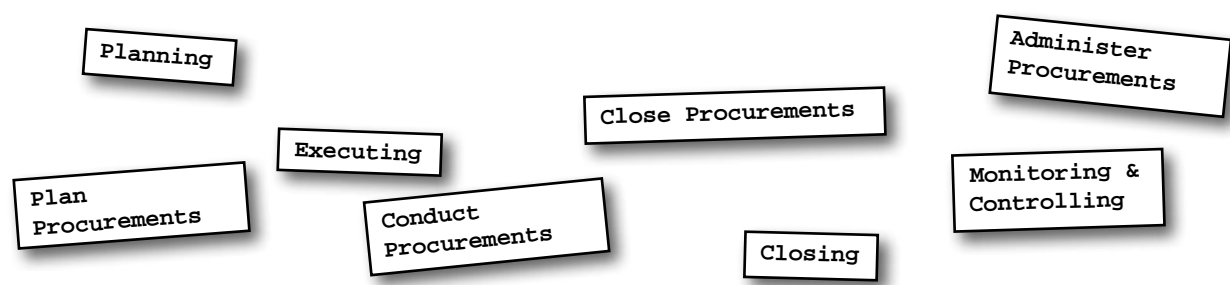 Planning
Administer
Procurements
Close Procurements
Executing
Monitoring &
Controlling
Plan
Procurements
Conduct
Procurements
Closing